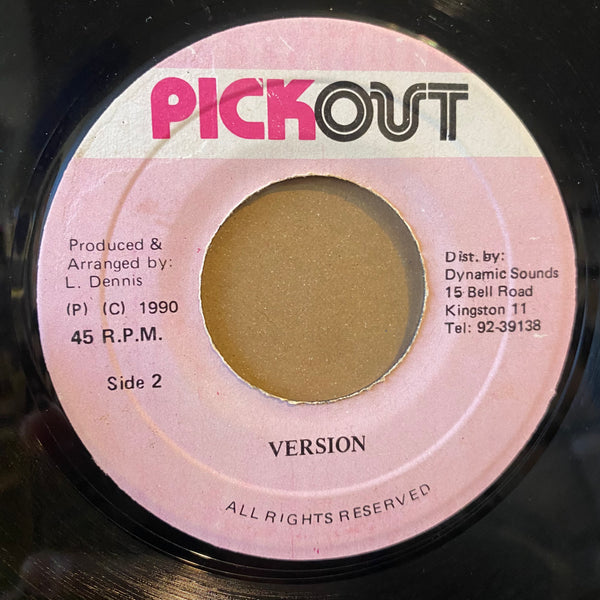 PICKOUT
Produced &
Arranged by:
L. Dennis
(P) (C) 1990
45 R.P.M.
Side 2
Dist. by:
Dynamic Sounds
15 Bell Road
Kingston 11
Tel: 92-39138
VERSION
ALL RIGHTS RESERVED